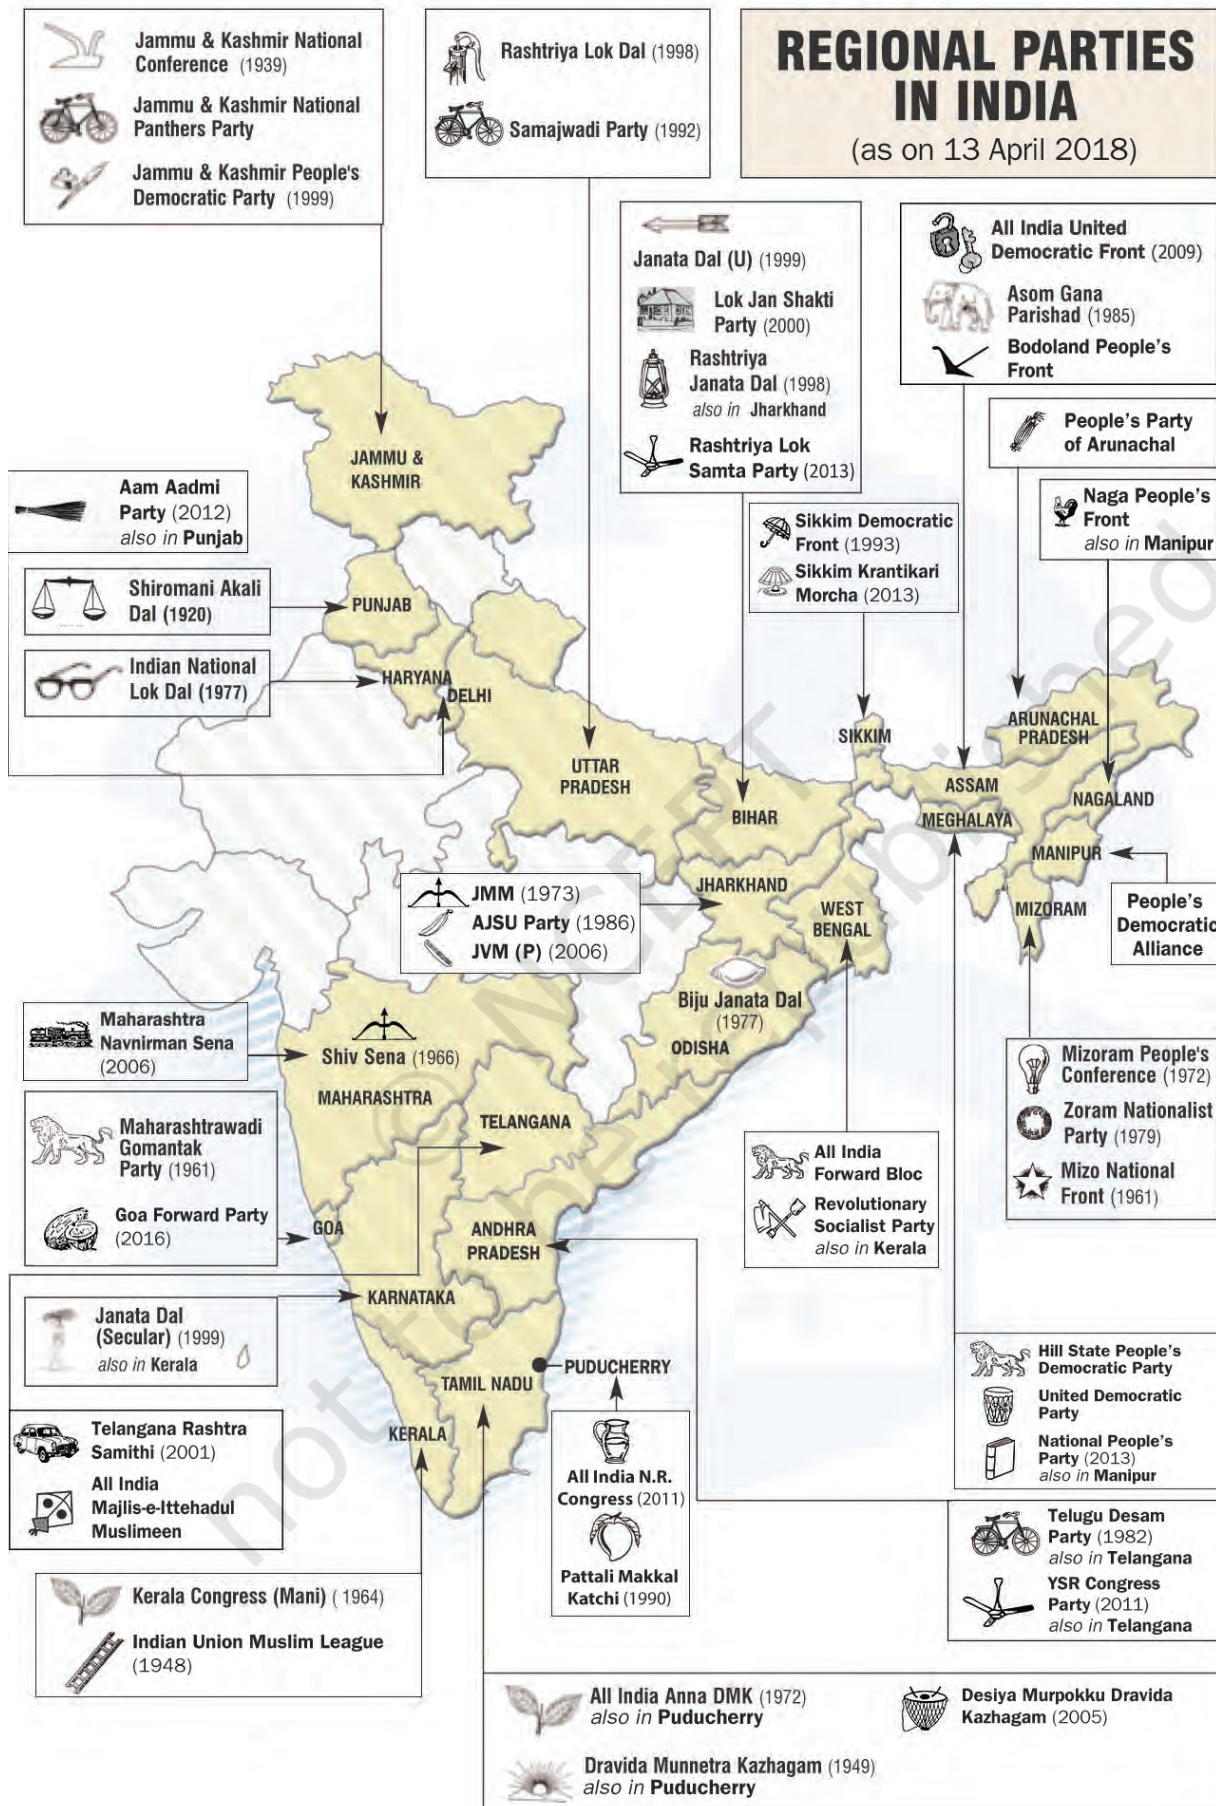 REGIONAL PARTIES
IN INDIA
(as on 13 April 2018)
Jammu & Kashmir National
Conference (1939)
Jammu & Kashmir National
Panthers Party
Jammu & Kashmir People's
Democratic Party (1999)
Rashtriya Lok Dal (1998)
Samajwadi Party (1992)
Janata Dal (U) (1999)
Lok Jan Shakti
Party (2000)
Rashtriya
Janata Dal (1998)
also in Jharkhand
Rashtriya Lok
Samta Party (2013)
All India United
Democratic Front (2009)
Asom Gana
Parishad (1985)
Bodoland People's
Front
People's Party
of Arunachal
Naga People's
Front
also in Manipur
Sikkim Democratic
Front (1993)
Sikkim Krantikari
Morcha (2013)
Aam Aadmi
Party (2012)
also in Punjab
Shiromani Akali
Dal (1920)
Indian National
Lok Dal (1977)
JAMMU &
KASHMIR
PUNJAB
HARYANA
DELHI
UTTAR
PRADESH
BIHAR
SIKKIM
ARUNACHAL
PRADESH
ASSAM
NAGALAND
MEGHALAYA
MANIPUR
MIZORAM
JHARKHAND
WEST
BENGAL
People's
Democratic
Alliance
JMM (1973)
AJSU Party (1986)
JVM (P) (2006)
Biju Janata Dal
(1977)
ODISHA
Maharashtra
Navnirman Sena
(2006)
Shiv Sena (1966)
MAHARASHTRA
TELANGANA
Maharashtrawadi
Gomantak
Party (1961)
Goa Forward Party
(2016)
GOA
ANDHRA
PRADESH
KARNATAKA
All India
Forward Bloc
Revolutionary
Socialist Party
also in Kerala
Mizoram People's
Conference (1972)
Zoram Nationalist
Party (1979)
Mizo National
Front (1961)
Janata Dal
(Secular) (1999)
also in Kerala
PUDUCHERRY
TAMIL NADU
KERALA
Hill State People's
Democratic Party
United Democratic
Party
National People's
Party (2013)
also in Manipur
Telangana Rashtra
Samithi (2001)
All India
Majlis-e-Ittehadul
Muslimeen
All India N.R.
Congress (2011)
Pattali Makkal
Katchi (1990)
Telugu Desam
Party (1982)
also in Telangana
YSR Congress
Party (2011)
also in Telangana
Kerala Congress (Mani) ( 1964)
Indian Union Muslim League
(1948)
All India Anna DMK (1972)
also in Puducherry
Desiya Murpokku Dravida
Kazhagam (2005)
Dravida Munnetra Kazhagam (1949)
also in Puducherry
© NCERT
not to be republished